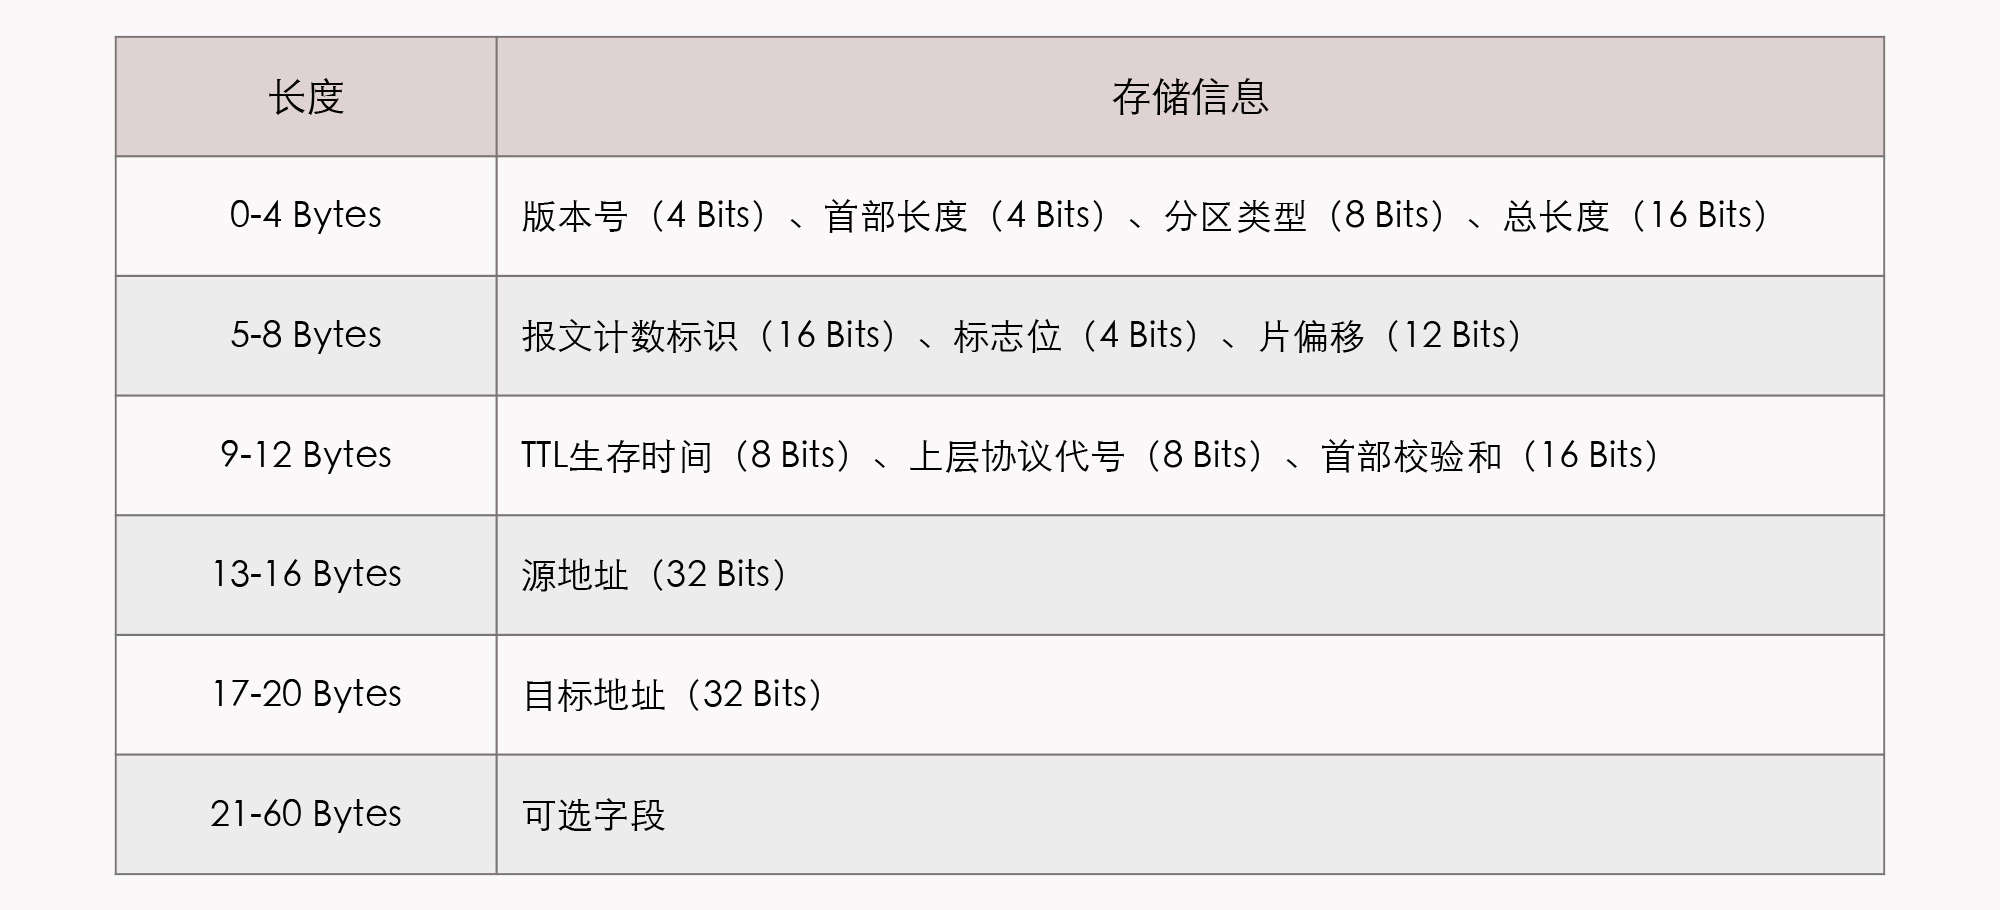 长度 存储信息
0-4 Bytes 版本号（4 Bits）、首部长度（4 Bits）、分区类型（8 Bits）、总长度（16 Bits）
5-8 Bytes 报文计数标识（16 Bits）、标志位（4 Bits）、片偏移（12 Bits）
9-12 Bytes TTL生存时间（8 Bits）、上层协议代号（8 Bits）、首部校验和（16 Bits）
13-16 Bytes 源地址（32 Bits）
17-20 Bytes 目标地址（32 Bits）
21-60 Bytes 可选字段